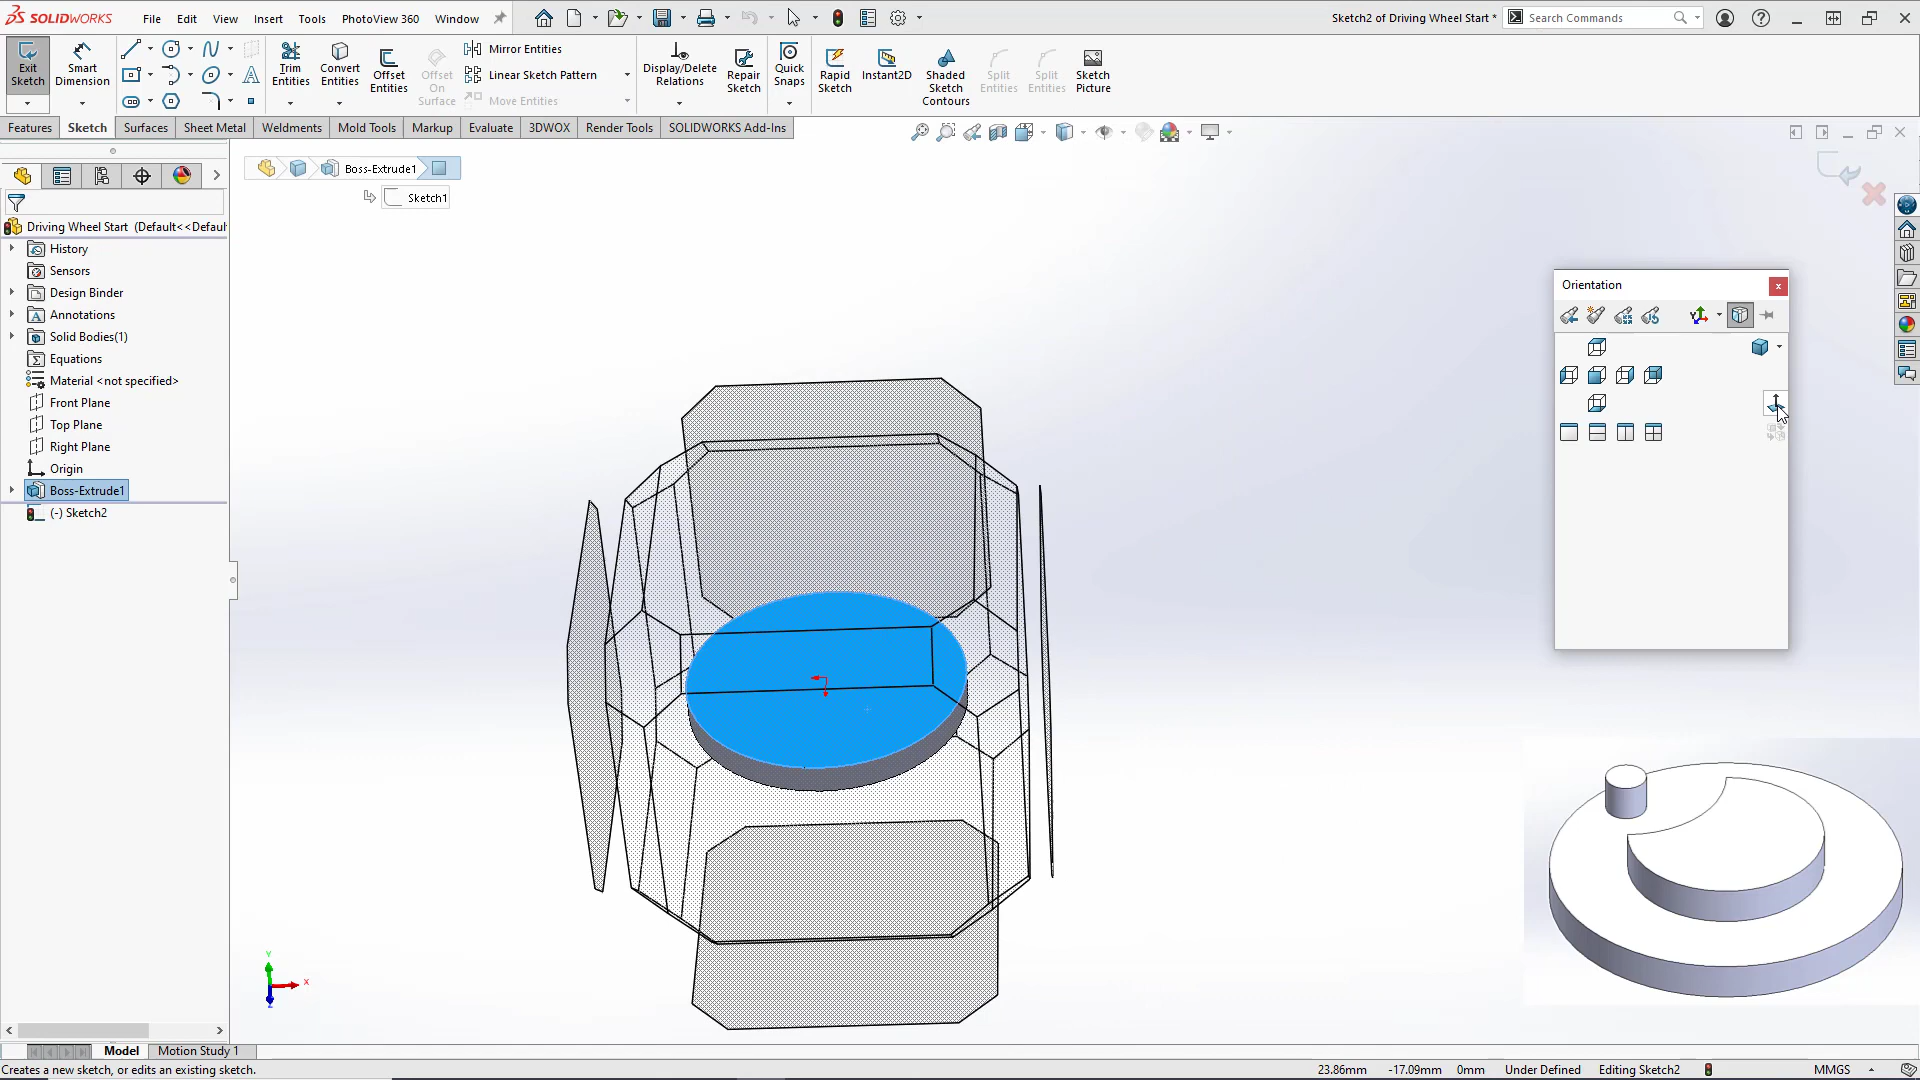 SOLIDWORKS File Edit View Insert Tools PhotoView 360 Window Sketch2 of Driving Wheel Start * Search Commands
Exit Sketch
Smart Dimension
Trim Entities
Convert Entities
Offset Entities
Offset On Surface
Mirror Entities
Linear Sketch Pattern
Move Entities
Display/Delete Relations
Repair Sketch
Quick Snaps
Rapid Sketch
Instant2D
Shaded Sketch Contours
Split Entities
Split Entities
Sketch Picture
Features Sketch Surfaces Sheet Metal Weldments Mold Tools Markup Evaluate 3DWOX Render Tools SOLIDWORKS Add-Ins
Boss-Extrude1
Sketch1
Driving Wheel Start (Default<<Defaul
History
Sensors
Design Binder
Annotations
Solid Bodies(1)
Equations
Material <not specified>
Front Plane
Top Plane
Right Plane
Origin
Boss-Extrude1
(-) Sketch2
Orientation
Y
X
Z
Model Motion Study 1
Creates a new sketch, or edits an existing sketch. 23.86mm -17.09mm 0mm Under Defined Editing Sketch2 MMGS